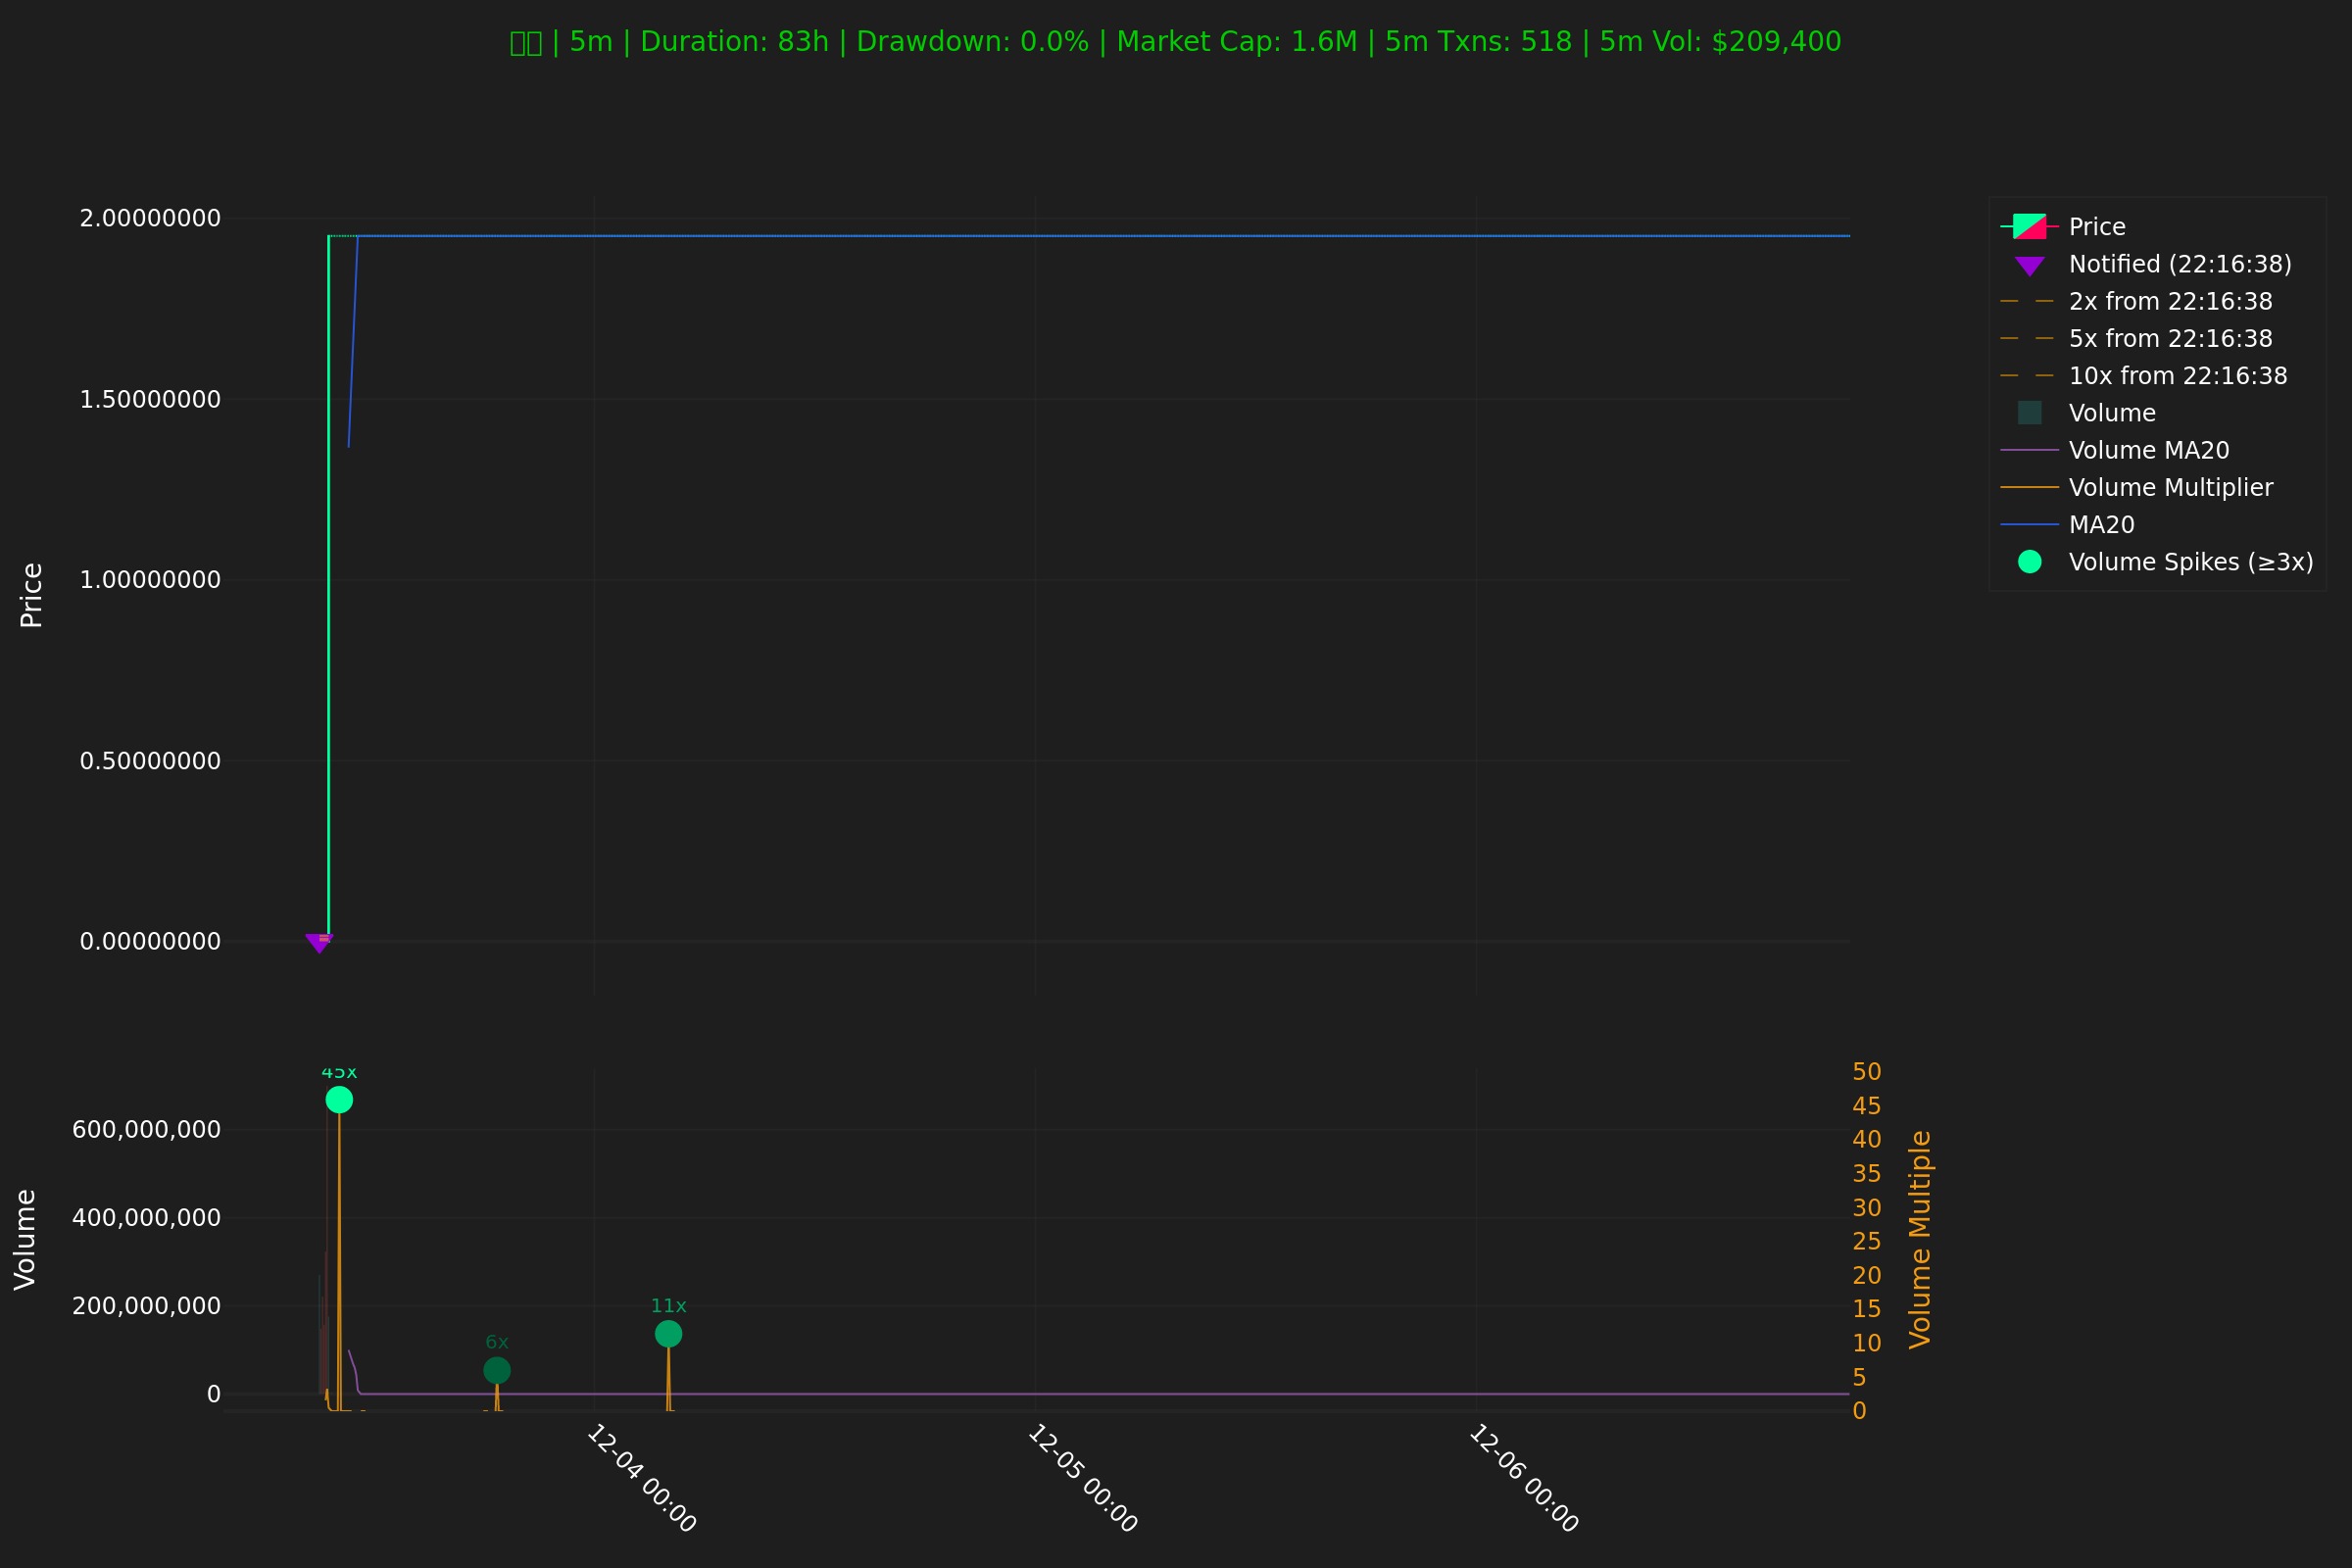 | 5m | Duration: 83h | Drawdown: 0.0% | Market Cap: 1.6M | 5m Txns: 518 | 5m Vol: $209,400
2.00000000
1.50000000
1.00000000
0.50000000
0.00000000
Price
Price
Notified (22:16:38)
2x from 22:16:38
5x from 22:16:38
10x from 22:16:38
Volume
Volume MA20
Volume Multiplier
MA20
Volume Spikes (≥3x)
45x
6x
11x
600,000,000
400,000,000
200,000,000
0
Volume
50
45
40
35
30
25
20
15
10
5
0
Volume Multiple
12-04 00:00
12-05 00:00
12-06 00:00